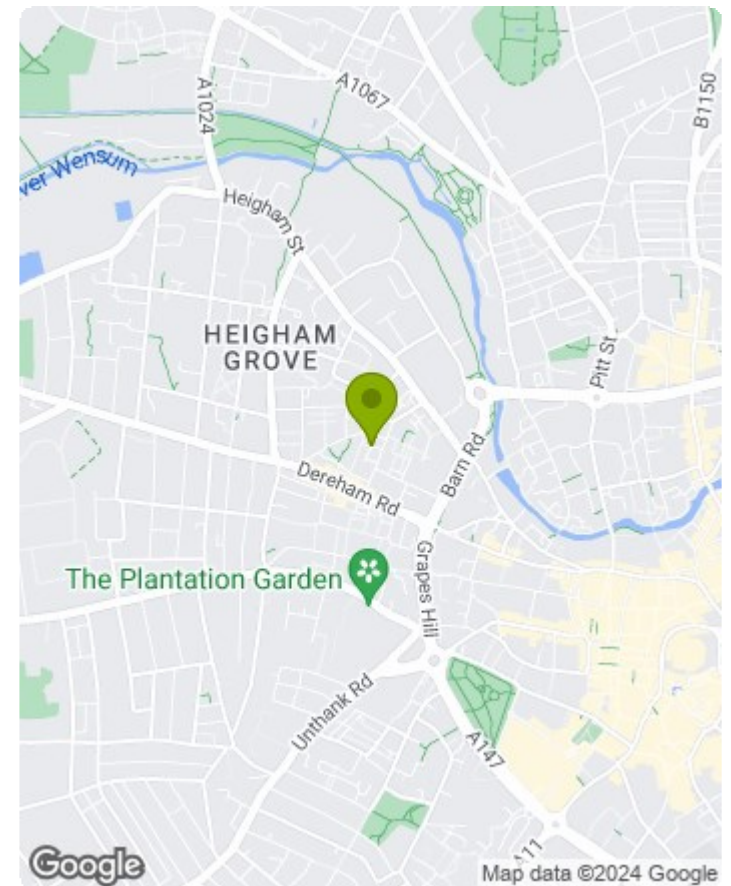 A1024
A1067
B1150
ver Wensum
Heigham St
HEIGHAM
GROVE
Pitt St
Barn Rd
Dereham Rd
Grapes Hill
The Plantation Garden
Unthank Rd
A147
A11
Google
Map data ©2024 Google